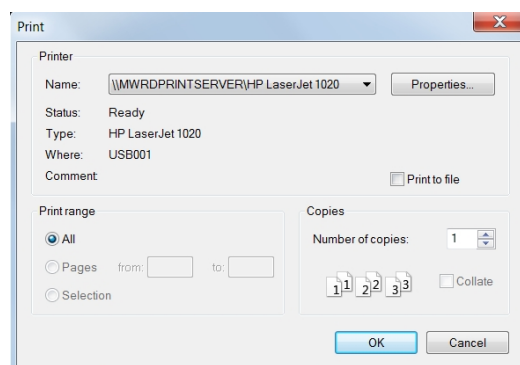 Print
Printer
Name: \\MWRDPRINTSERVER\HP LaserJet 1020 Properties...
Status: Ready
Type: HP LaserJet 1020
Where: USB001
Comment:
Print to file
Print range
All
Pages from: to:
Selection
Copies
Number of copies: 1
1 1 2 2 3 3 Collate
OK Cancel